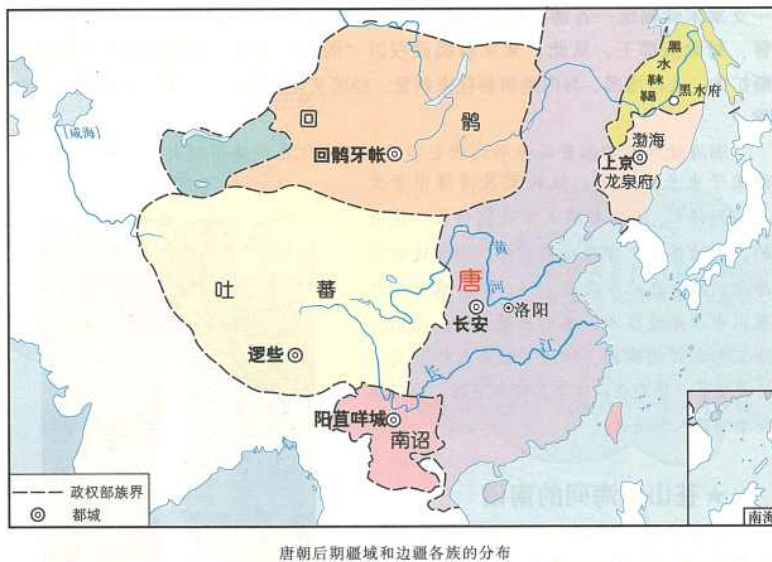 黑水靺鞨
黑水府
回鹘
渤海
[咸海]
回鹘牙帐
上京
(龙泉府)
黄河
吐蕃
唐
长安
洛阳
逻些
长江
阳苴咩城
南诏
政权部族界
都城
南海
唐朝后期疆域和边疆各族的分布